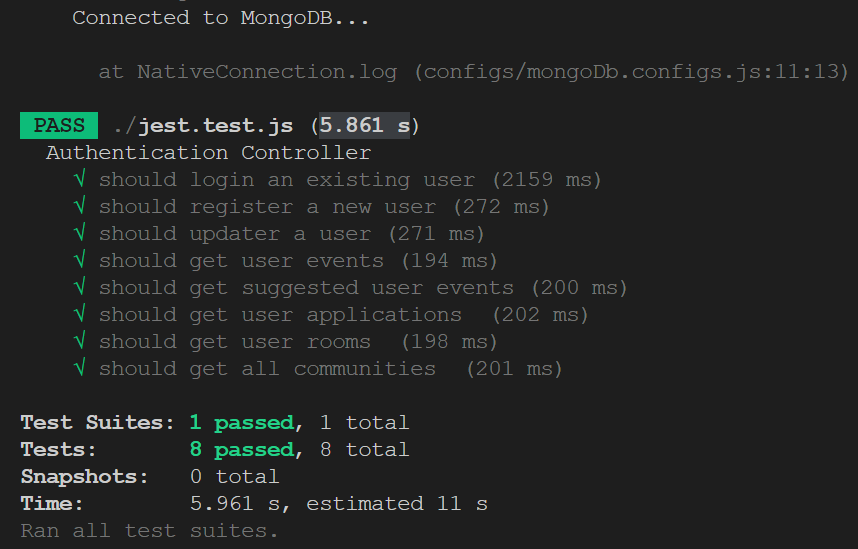 Connected to MongoDB...
at NativeConnection.log (configs/mongoDb.configs.js:11:13)
PASS ./jest.test.js (5.861 s)
Authentication Controller
√ should login an existing user (2159 ms)
√ should register a new user (272 ms)
√ should updater a user (271 ms)
√ should get user events (194 ms)
√ should get suggested user events (200 ms)
√ should get user applications  (202 ms)
√ should get user rooms  (198 ms)
√ should get all communities  (201 ms)
Test Suites: 1 passed, 1 total
Tests:       8 passed, 8 total
Snapshots:   0 total
Time:        5.961 s, estimated 11 s
Ran all test suites.